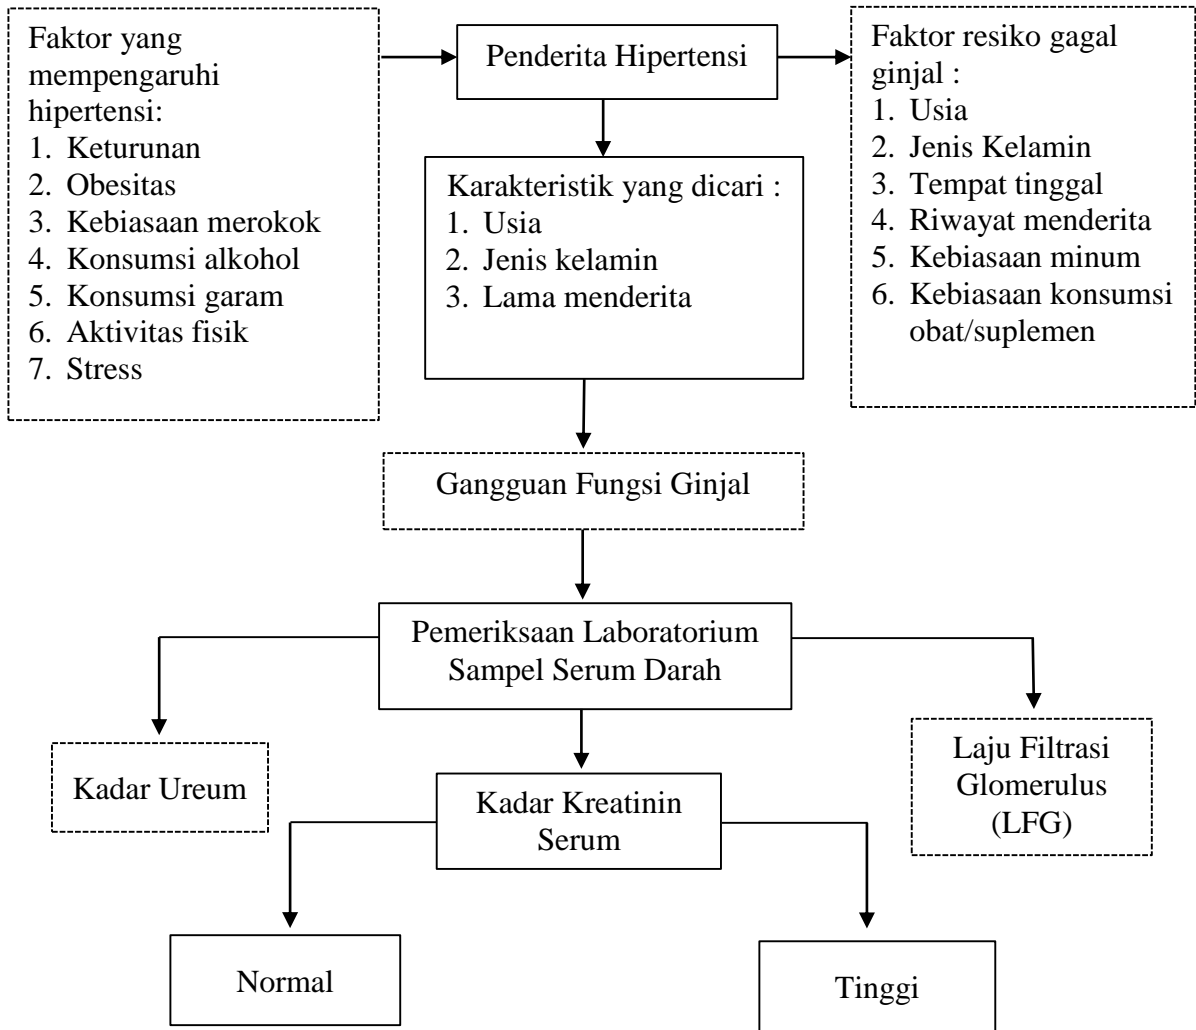 Faktor yang
mempengaruhi
hipertensi:
1. Keturunan
2. Obesitas
3. Kebiasaan merokok
4. Konsumsi alkohol
5. Konsumsi garam
6. Aktivitas fisik
7. Stress
Penderita Hipertensi
Faktor resiko gagal
ginjal :
1. Usia
2. Jenis Kelamin
3. Tempat tinggal
4. Riwayat menderita
5. Kebiasaan minum
6. Kebiasaan konsumsi
obat/suplemen
Karakteristik yang dicari :
1. Usia
2. Jenis kelamin
3. Lama menderita
Gangguan Fungsi Ginjal
Pemeriksaan Laboratorium
Sampel Serum Darah
Kadar Ureum
Kadar Kreatinin
Serum
Laju Filtrasi
Glomerulus
(LFG)
Normal
Tinggi